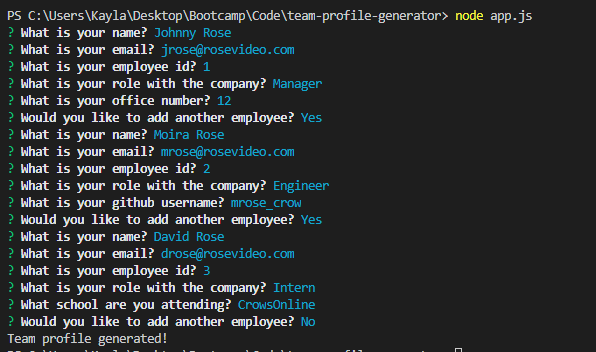 PS C:\Users\Kayla\Desktop\Bootcamp\Code\team-profile-generator> node app.js
? What is your name? Johnny Rose
? What is your email? jrose@rosevideo.com
? What is your employee id? 1
? What is your role with the company? Manager
? What is your office number? 12
? Would you like to add another employee? Yes
? What is your name? Moira Rose
? What is your email? mrose@rosevideo.com
? What is your employee id? 2
? What is your role with the company? Engineer
? What is your github username? mrose_crow
? Would you like to add another employee? Yes
? What is your name? David Rose
? What is your email? drose@rosevideo.com
? What is your employee id? 3
? What is your role with the company? Intern
? What school are you attending? CrowsOnline
? Would you like to add another employee? No
Team profile generated!